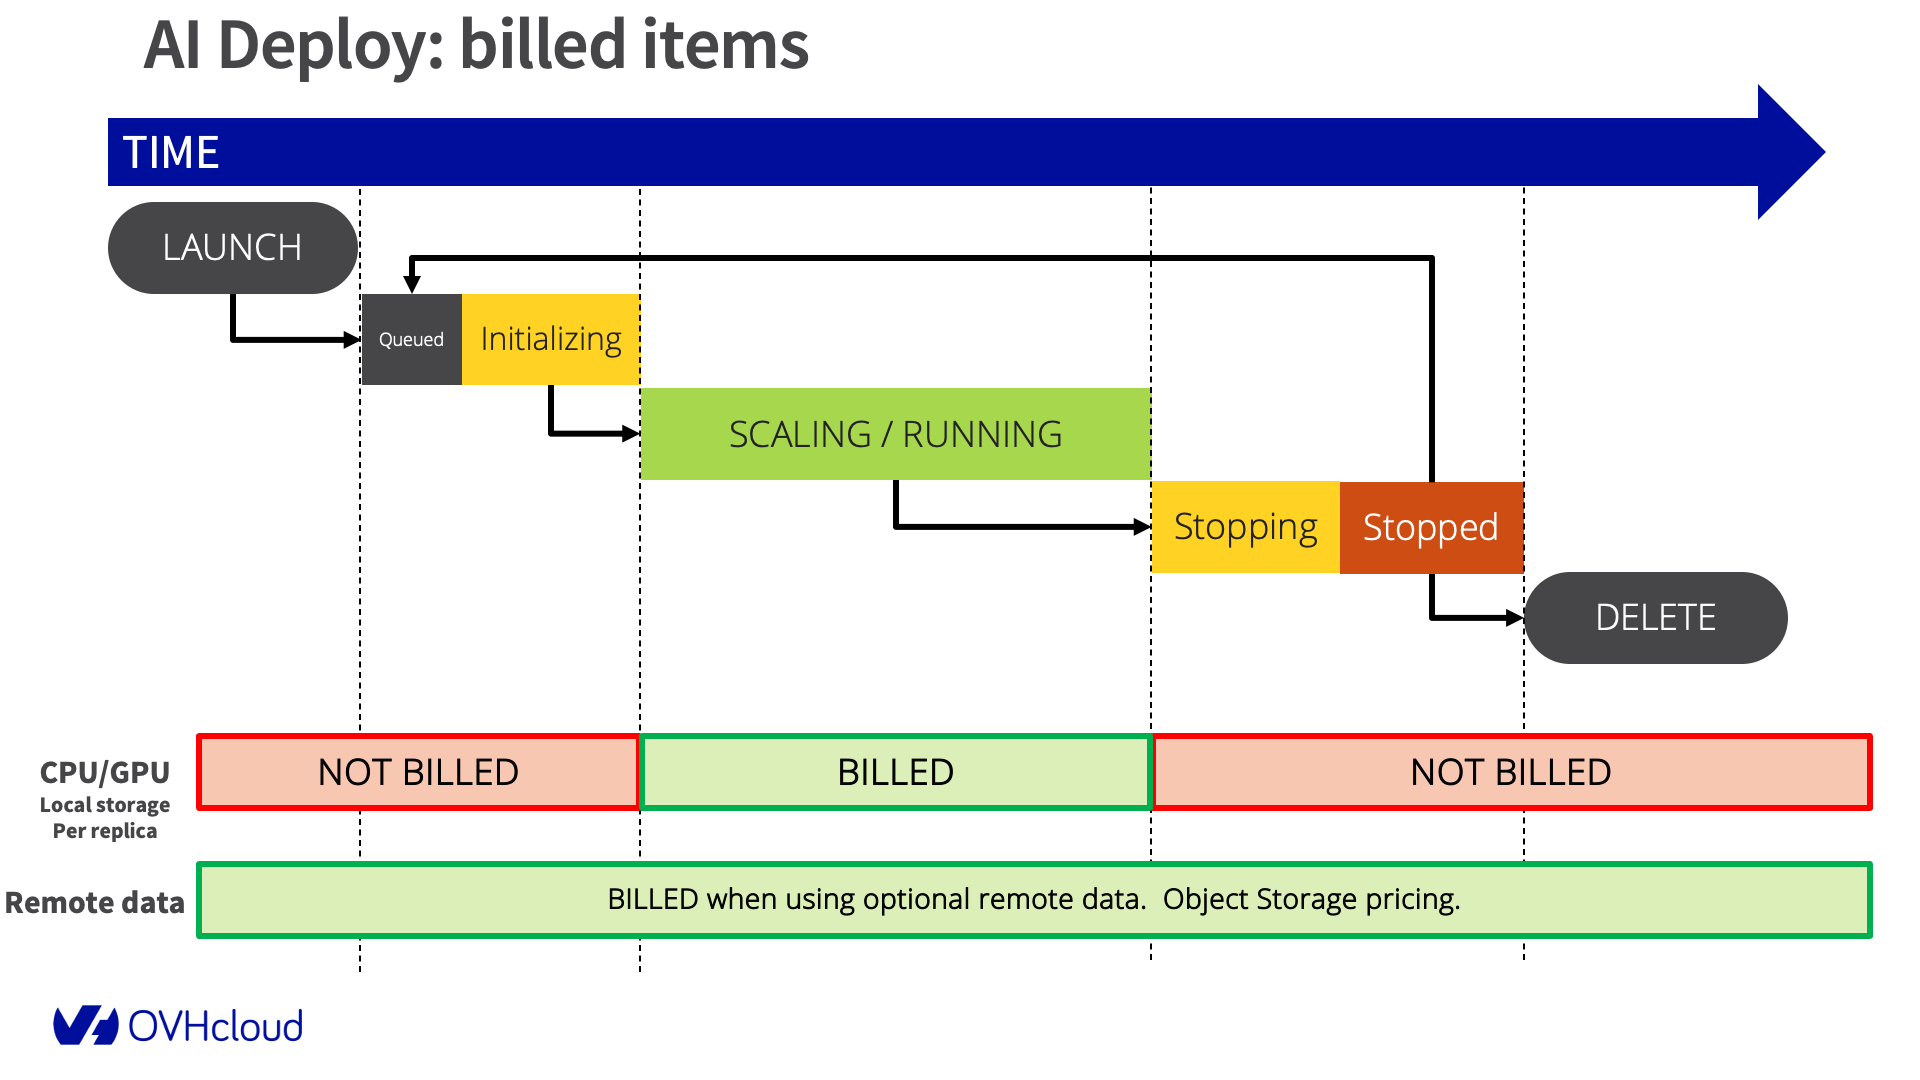 AI Deploy: billed items
TIME
LAUNCH
Queued
Initializing
SCALING / RUNNING
Stopping
Stopped
DELETE
CPU/GPU
Local storage
Per replica
NOT BILLED
BILLED
NOT BILLED
Remote data
BILLED when using optional remote data.  Object Storage pricing.
OVHcloud